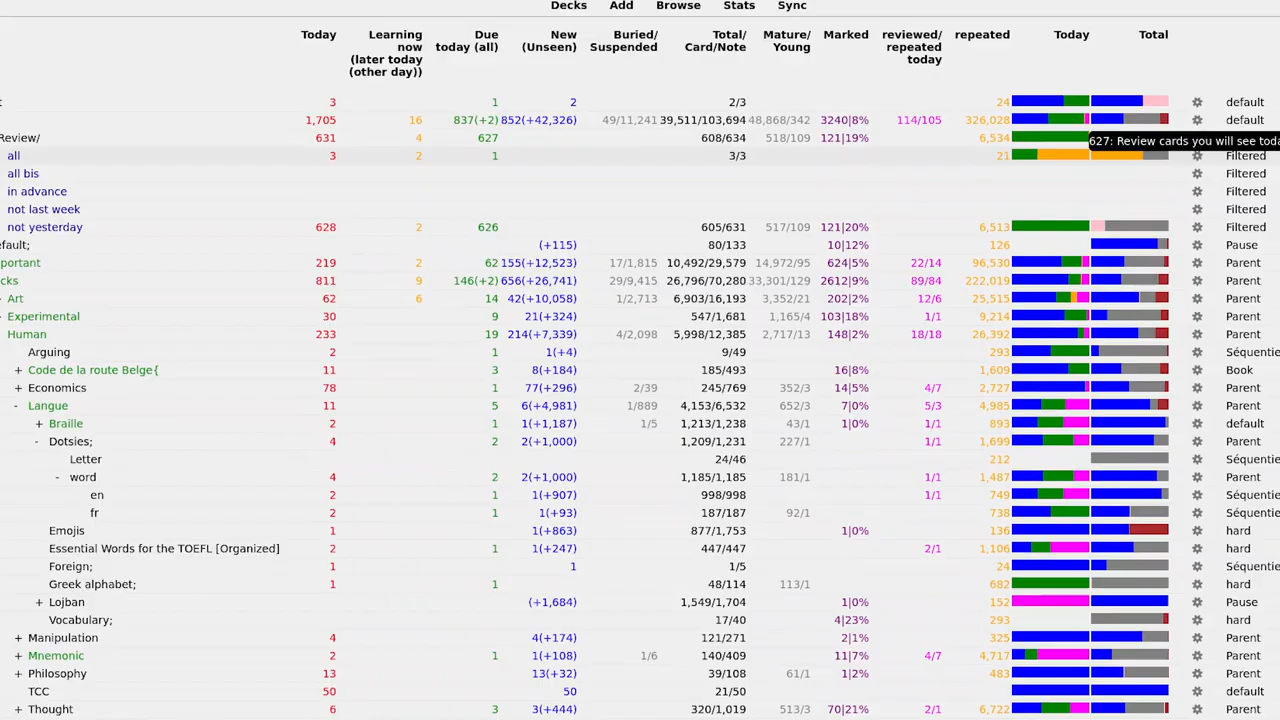 Decks Add Browse Stats Sync
Today Learning now (later today (other day)) Due today (all) New (Unseen) Buried/ Suspended Total/ Card/Note Mature/ Young Marked reviewed/ repeated today repeated Today Total
t 3 1 2 2/3 24 default
1,705 16 837(+2) 852(+42,326) 49/11,241 39,511/103,694 48,868/342 3240|8% 114/105 326,028 default
Review/ 631 4 627 608/634 518/109 121|19% 6,534
627: Review cards you will see toda
all 3 2 1 3/3 21 Filtered
all bis Filtered
in advance Filtered
not last week Filtered
not yesterday 628 2 626 605/631 517/109 121|20% 6,513 Filtered
efault; (+115) 80/133 10|12% 126 Pause
portant 219 2 62 155(+12,523) 17/1,815 10,492/29,579 14,972/95 624|5% 22/14 96,530 Parent
cks 811 9 146(+2) 656(+26,741) 29/9,415 26,796/70,280 33,301/129 2612|9% 89/84 222,019 Parent
- Art 62 6 14 42(+10,058) 1/2,713 6,903/16,193 3,352/21 202|2% 12/6 25,515 Parent
- Experimental 30 9 21(+324) 547/1,681 1,165/4 103|18% 1/1 9,214 Parent
Human 233 19 214(+7,339) 4/2,098 5,998/12,385 2,717/13 148|2% 18/18 26,392 Parent
Arguing 2 1 1(+4) 9/49 293 Séquentie
+ Code de la route Belge{ 11 3 8(+184) 185/493 16|8% 1,609 Book
+ Economics 78 1 77(+296) 2/39 245/769 352/3 14|5% 4/7 2,727 Parent
- Langue 11 5 6(+4,981) 1/889 4,153/6,532 652/3 7|0% 5/3 4,985 Parent
+ Braille 2 1 1(+1,187) 1/5 1,213/1,238 43/1 1|0% 1/1 893 default
- Dotsies; 4 2 2(+1,000) 1,209/1,231 227/1 1/1 1,699 Parent
Letter 24/46 212 Séquentie
- word 4 2 2(+1,000) 1,185/1,185 181/1 1/1 1,487 Parent
en 2 1 1(+907) 998/998 1/1 749 Séquentie
fr 2 1 1(+93) 187/187 92/1 738 Séquentie
Emojis 1 1(+863) 877/1,753 1|0% 136 hard
Essential Words for the TOEFL [Organized] 2 1 1(+247) 447/447 2/1 1,106 hard
Foreign; 1 1 1/5 24 Séquentie
Greek alphabet; 1 1 48/114 113/1 682 hard
+ Lojban (+1,684) 1,549/1,704 1|0% 152 Pause
Vocabulary; 17/40 4|23% 293 hard
+ Manipulation 4 4(+174) 121/271 2|1% 325 Parent
+ Mnemonic 2 1 1(+108) 1/6 140/409 11|7% 4/7 4,717 Parent
+ Philosophy 13 13(+32) 39/108 61/1 1|2% 483 Parent
TCC 50 50 21/50 default
+ Thought 6 3 3(+444) 320/1,019 513/3 70|21% 2/1 6,722 Parent